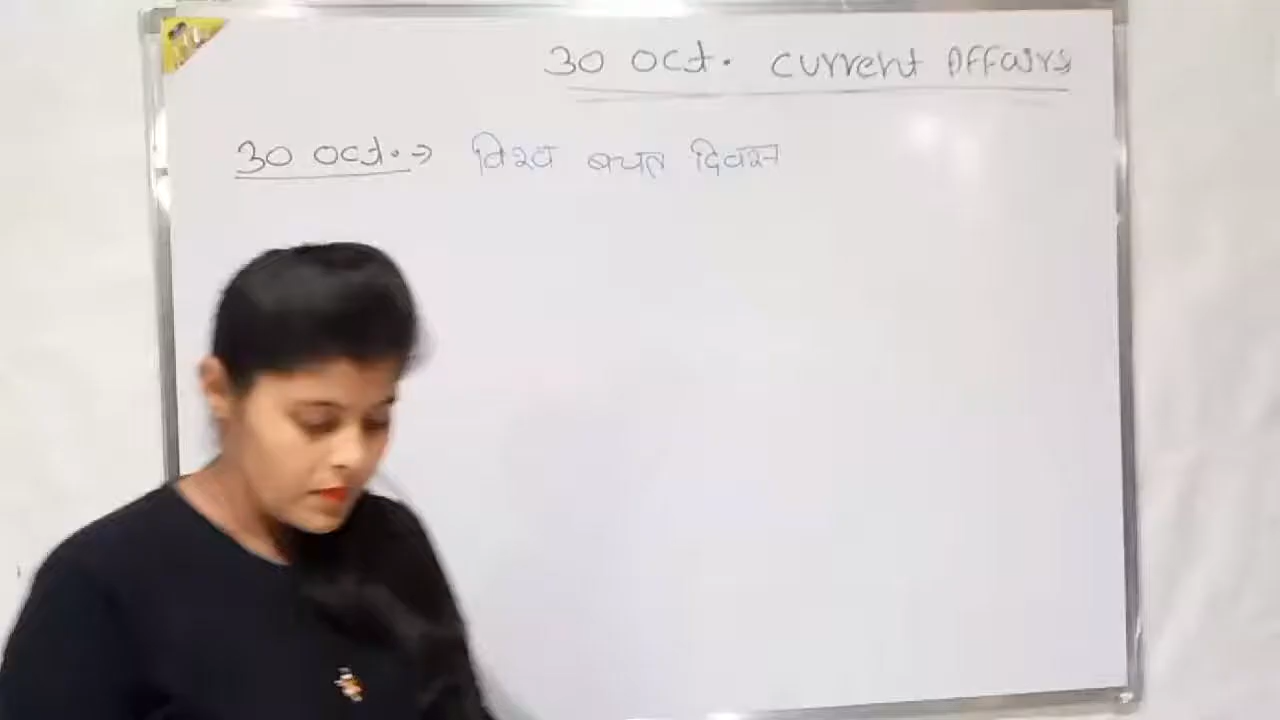 30 Oct. Current Affairs
30 Oct. → विश्व बचत दिवस